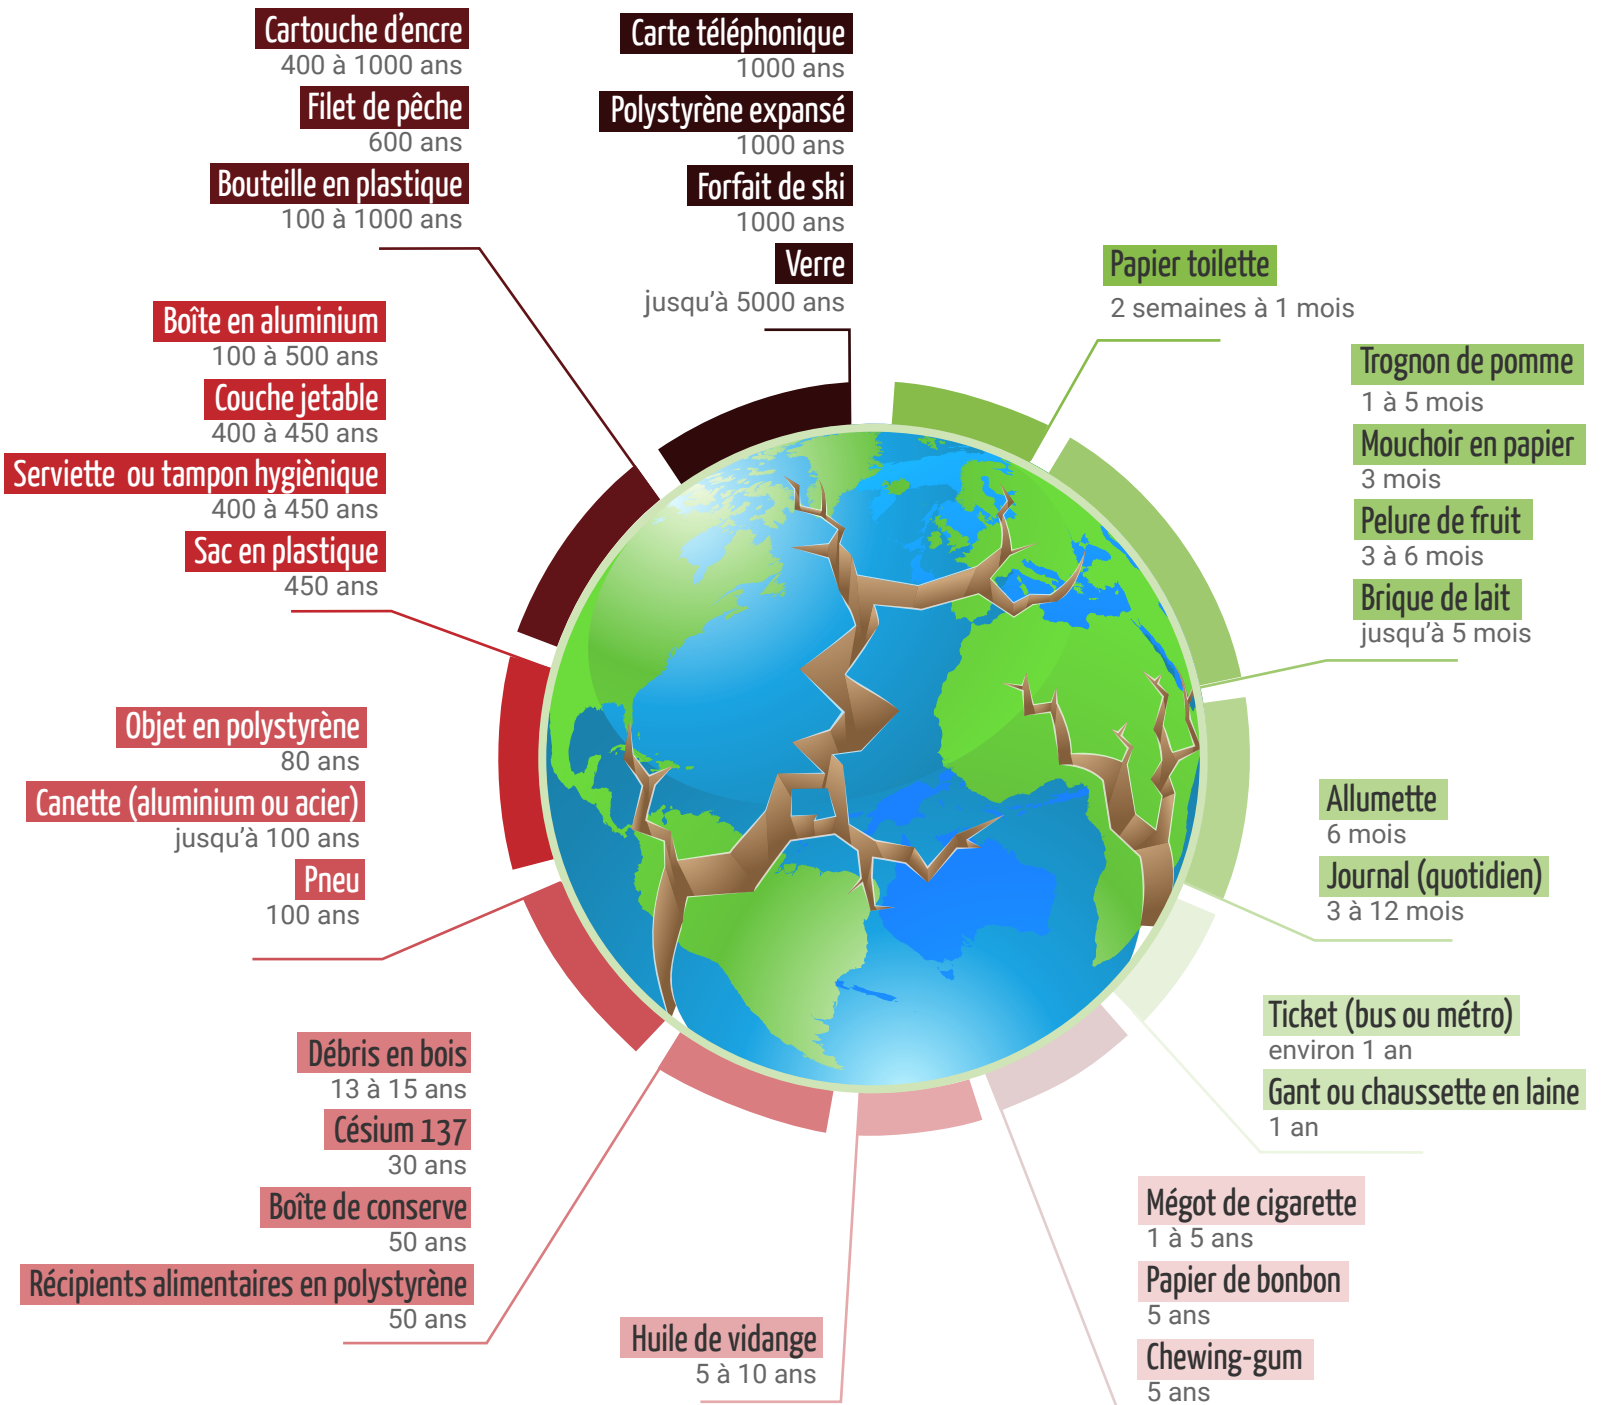 Cartouche d'encre
400 à 1000 ans
Filet de pêche
600 ans
Bouteille en plastique
100 à 1000 ans
Carte téléphonique
1000 ans
Polystyrène expansé
1000 ans
Forfait de ski
1000 ans
Verre
jusqu'à 5000 ans
Papier toilette
2 semaines à 1 mois
Trognon de pomme
1 à 5 mois
Mouchoir en papier
3 mois
Pelure de fruit
3 à 6 mois
Brique de lait
jusqu'à 5 mois
Boîte en aluminium
100 à 500 ans
Couche jetable
400 à 450 ans
Serviette ou tampon hygiènique
400 à 450 ans
Sac en plastique
450 ans
Objet en polystyrène
80 ans
Canette (aluminium ou acier)
jusqu'à 100 ans
Pneu
100 ans
Allumette
6 mois
Journal (quotidien)
3 à 12 mois
Ticket (bus ou métro)
environ 1 an
Gant ou chaussette en laine
1 an
Débris en bois
13 à 15 ans
Césium 137
30 ans
Boîte de conserve
50 ans
Récipients alimentaires en polystyrène
50 ans
Huile de vidange
5 à 10 ans
Mégot de cigarette
1 à 5 ans
Papier de bonbon
5 ans
Chewing-gum
5 ans